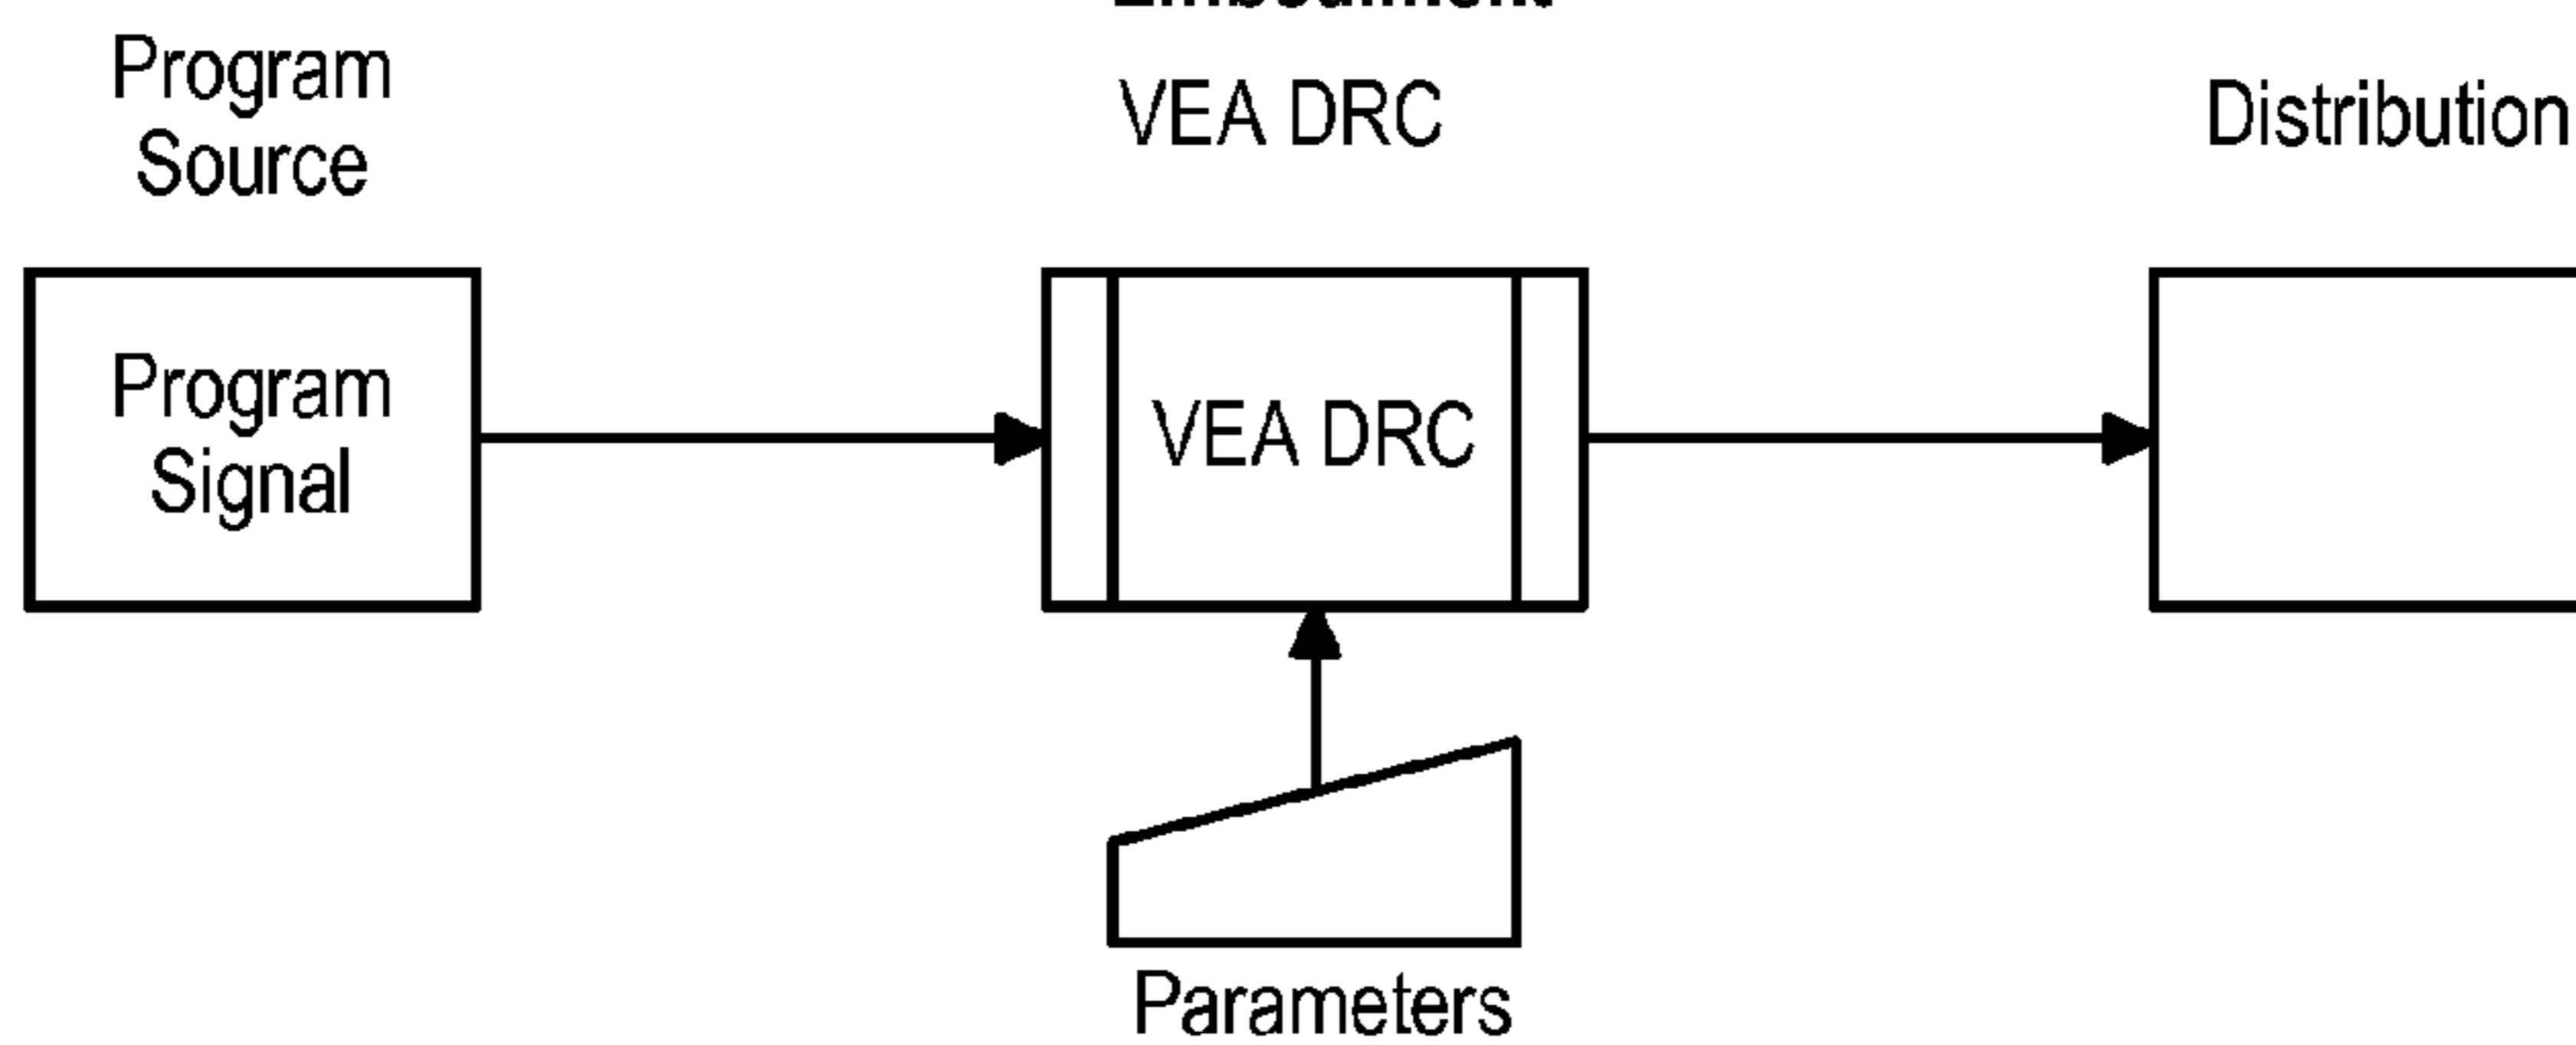 Program
Source
VEA DRC
Distribution
Program
Signal
VEA DRC
Parameters